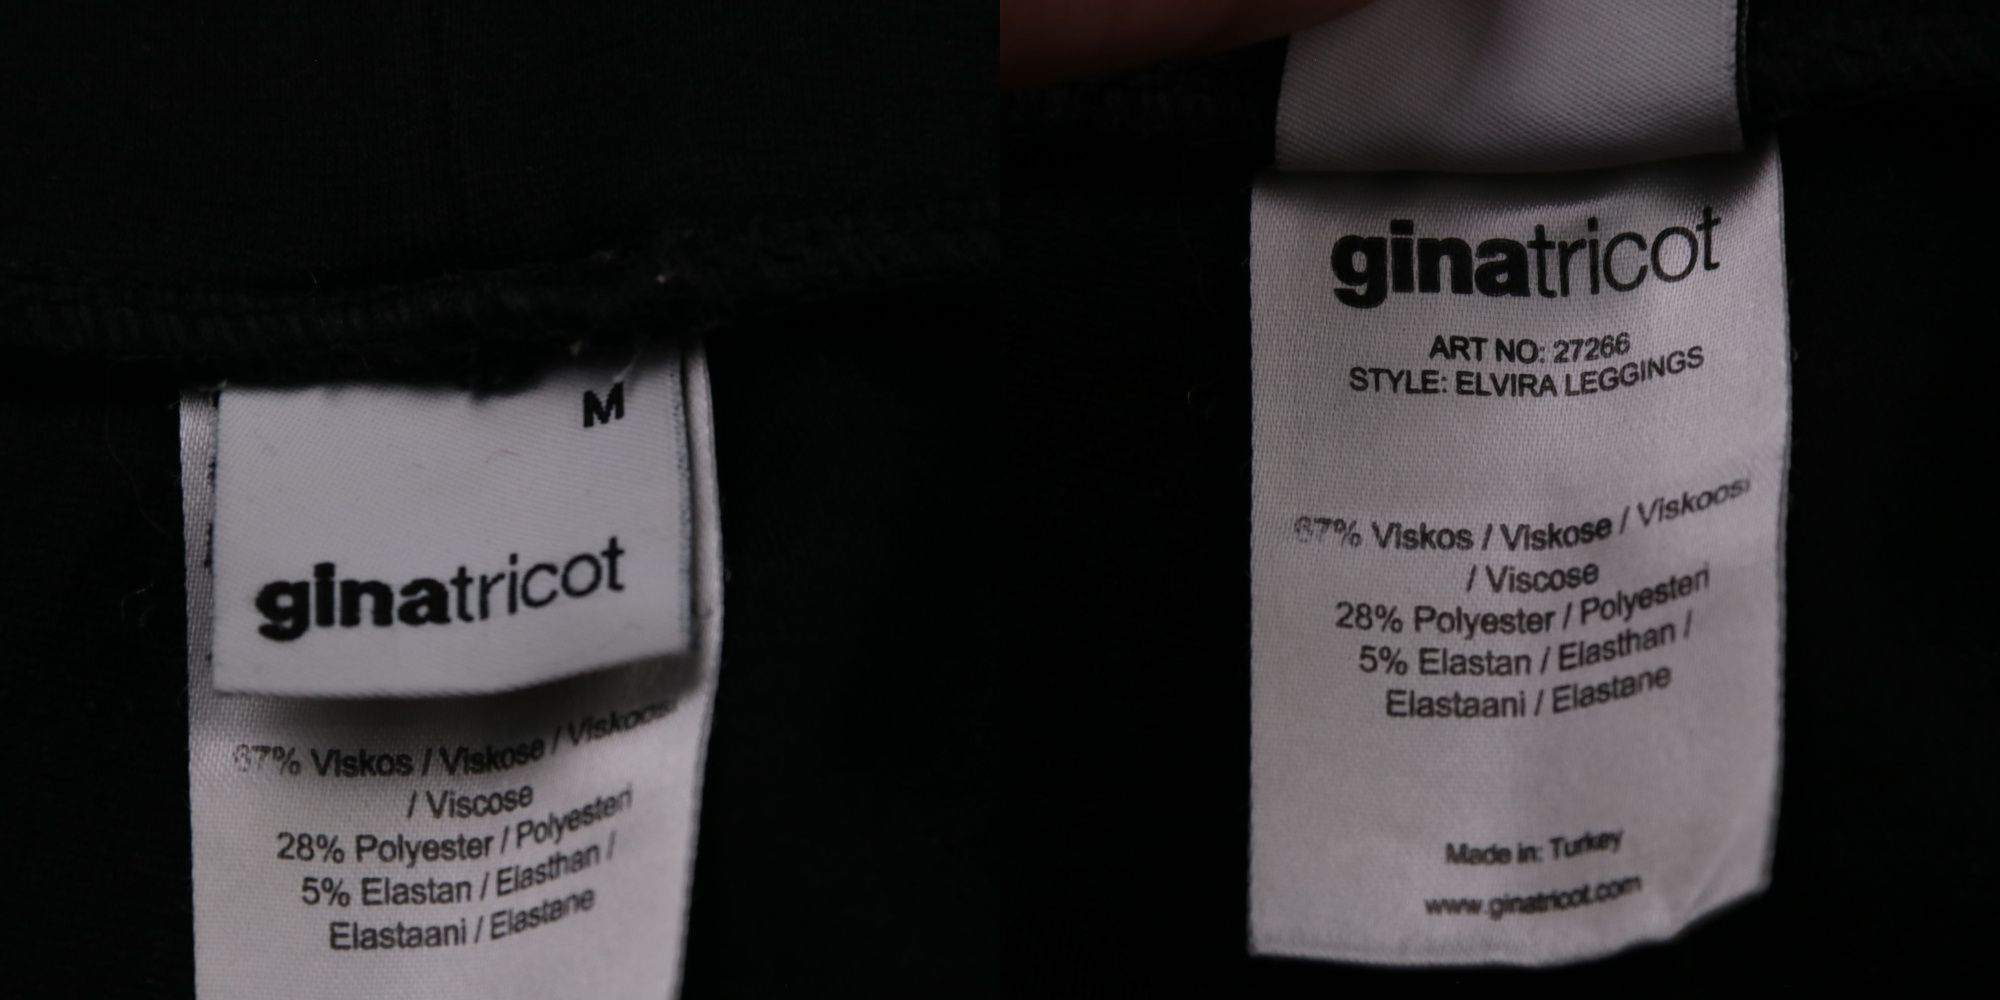 M
ginatricot
67% Viskos / Viskose / Viskoosi
/ Viscose
28% Polyester / Polyesteri
5% Elastan / Elasthan /
Elastaani / Elastane
ginatricot
ART NO: 27266
STYLE: ELVIRA LEGGINGS
67% Viskos / Viskose / Viskoosi
/ Viscose
28% Polyester / Polyesteri
5% Elastan / Elasthan /
Elastaani / Elastane
Made in: Turkey
www.ginatricot.com